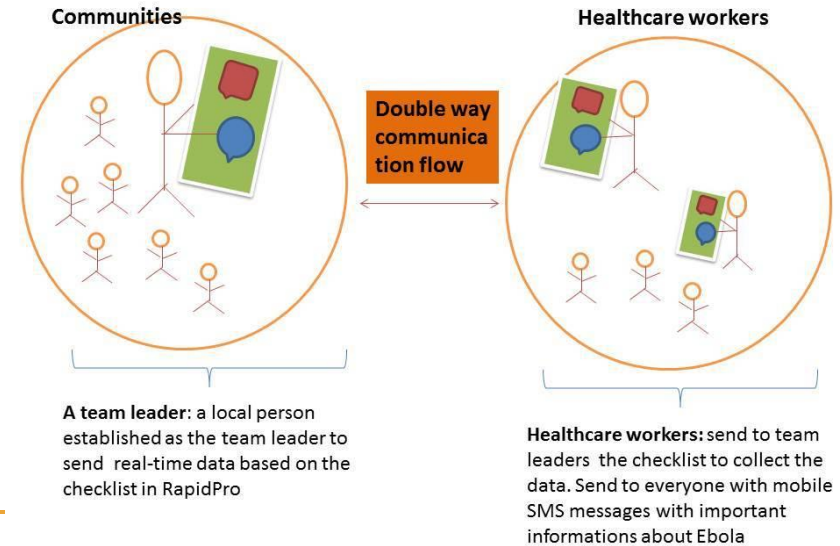 Communities
Healthcare workers
Double way
communica
tion flow
A team leader: a local person
established as the team leader to
send real-time data based on the
checklist in RapidPro
Healthcare workers: send to team
leaders the checklist to collect the
data. Send to everyone with mobile
SMS messages with important
informations about Ebola